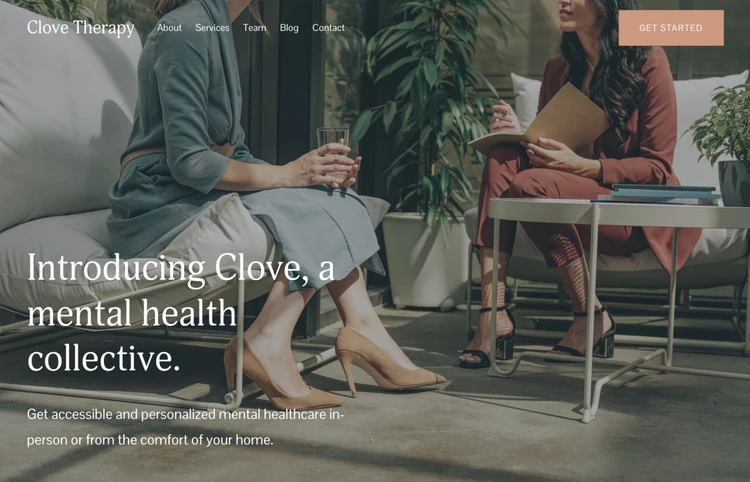 Clove Therapy
About Services Team Blog Contact
GET STARTED
Introducing Clove, a
mental health
collective.
Get accessible and personalized mental healthcare in-
person or from the comfort of your home.